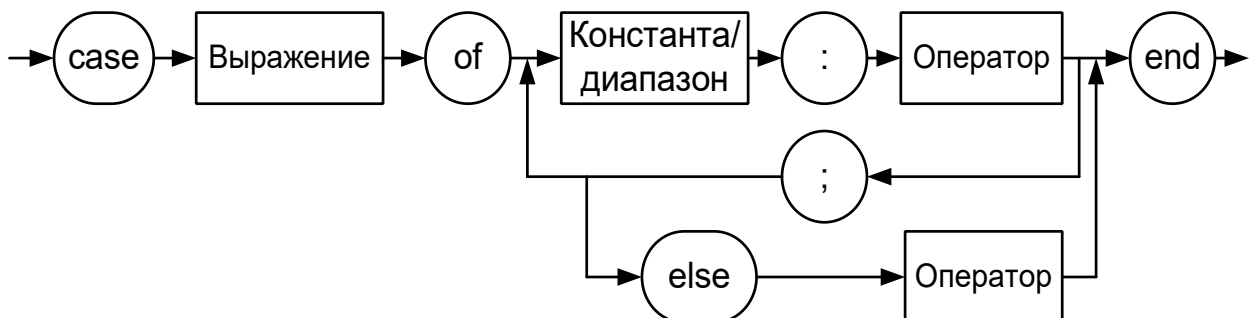 case
Выражение
of
Константа/
диапазон
:
Оператор
end
;
else
Оператор